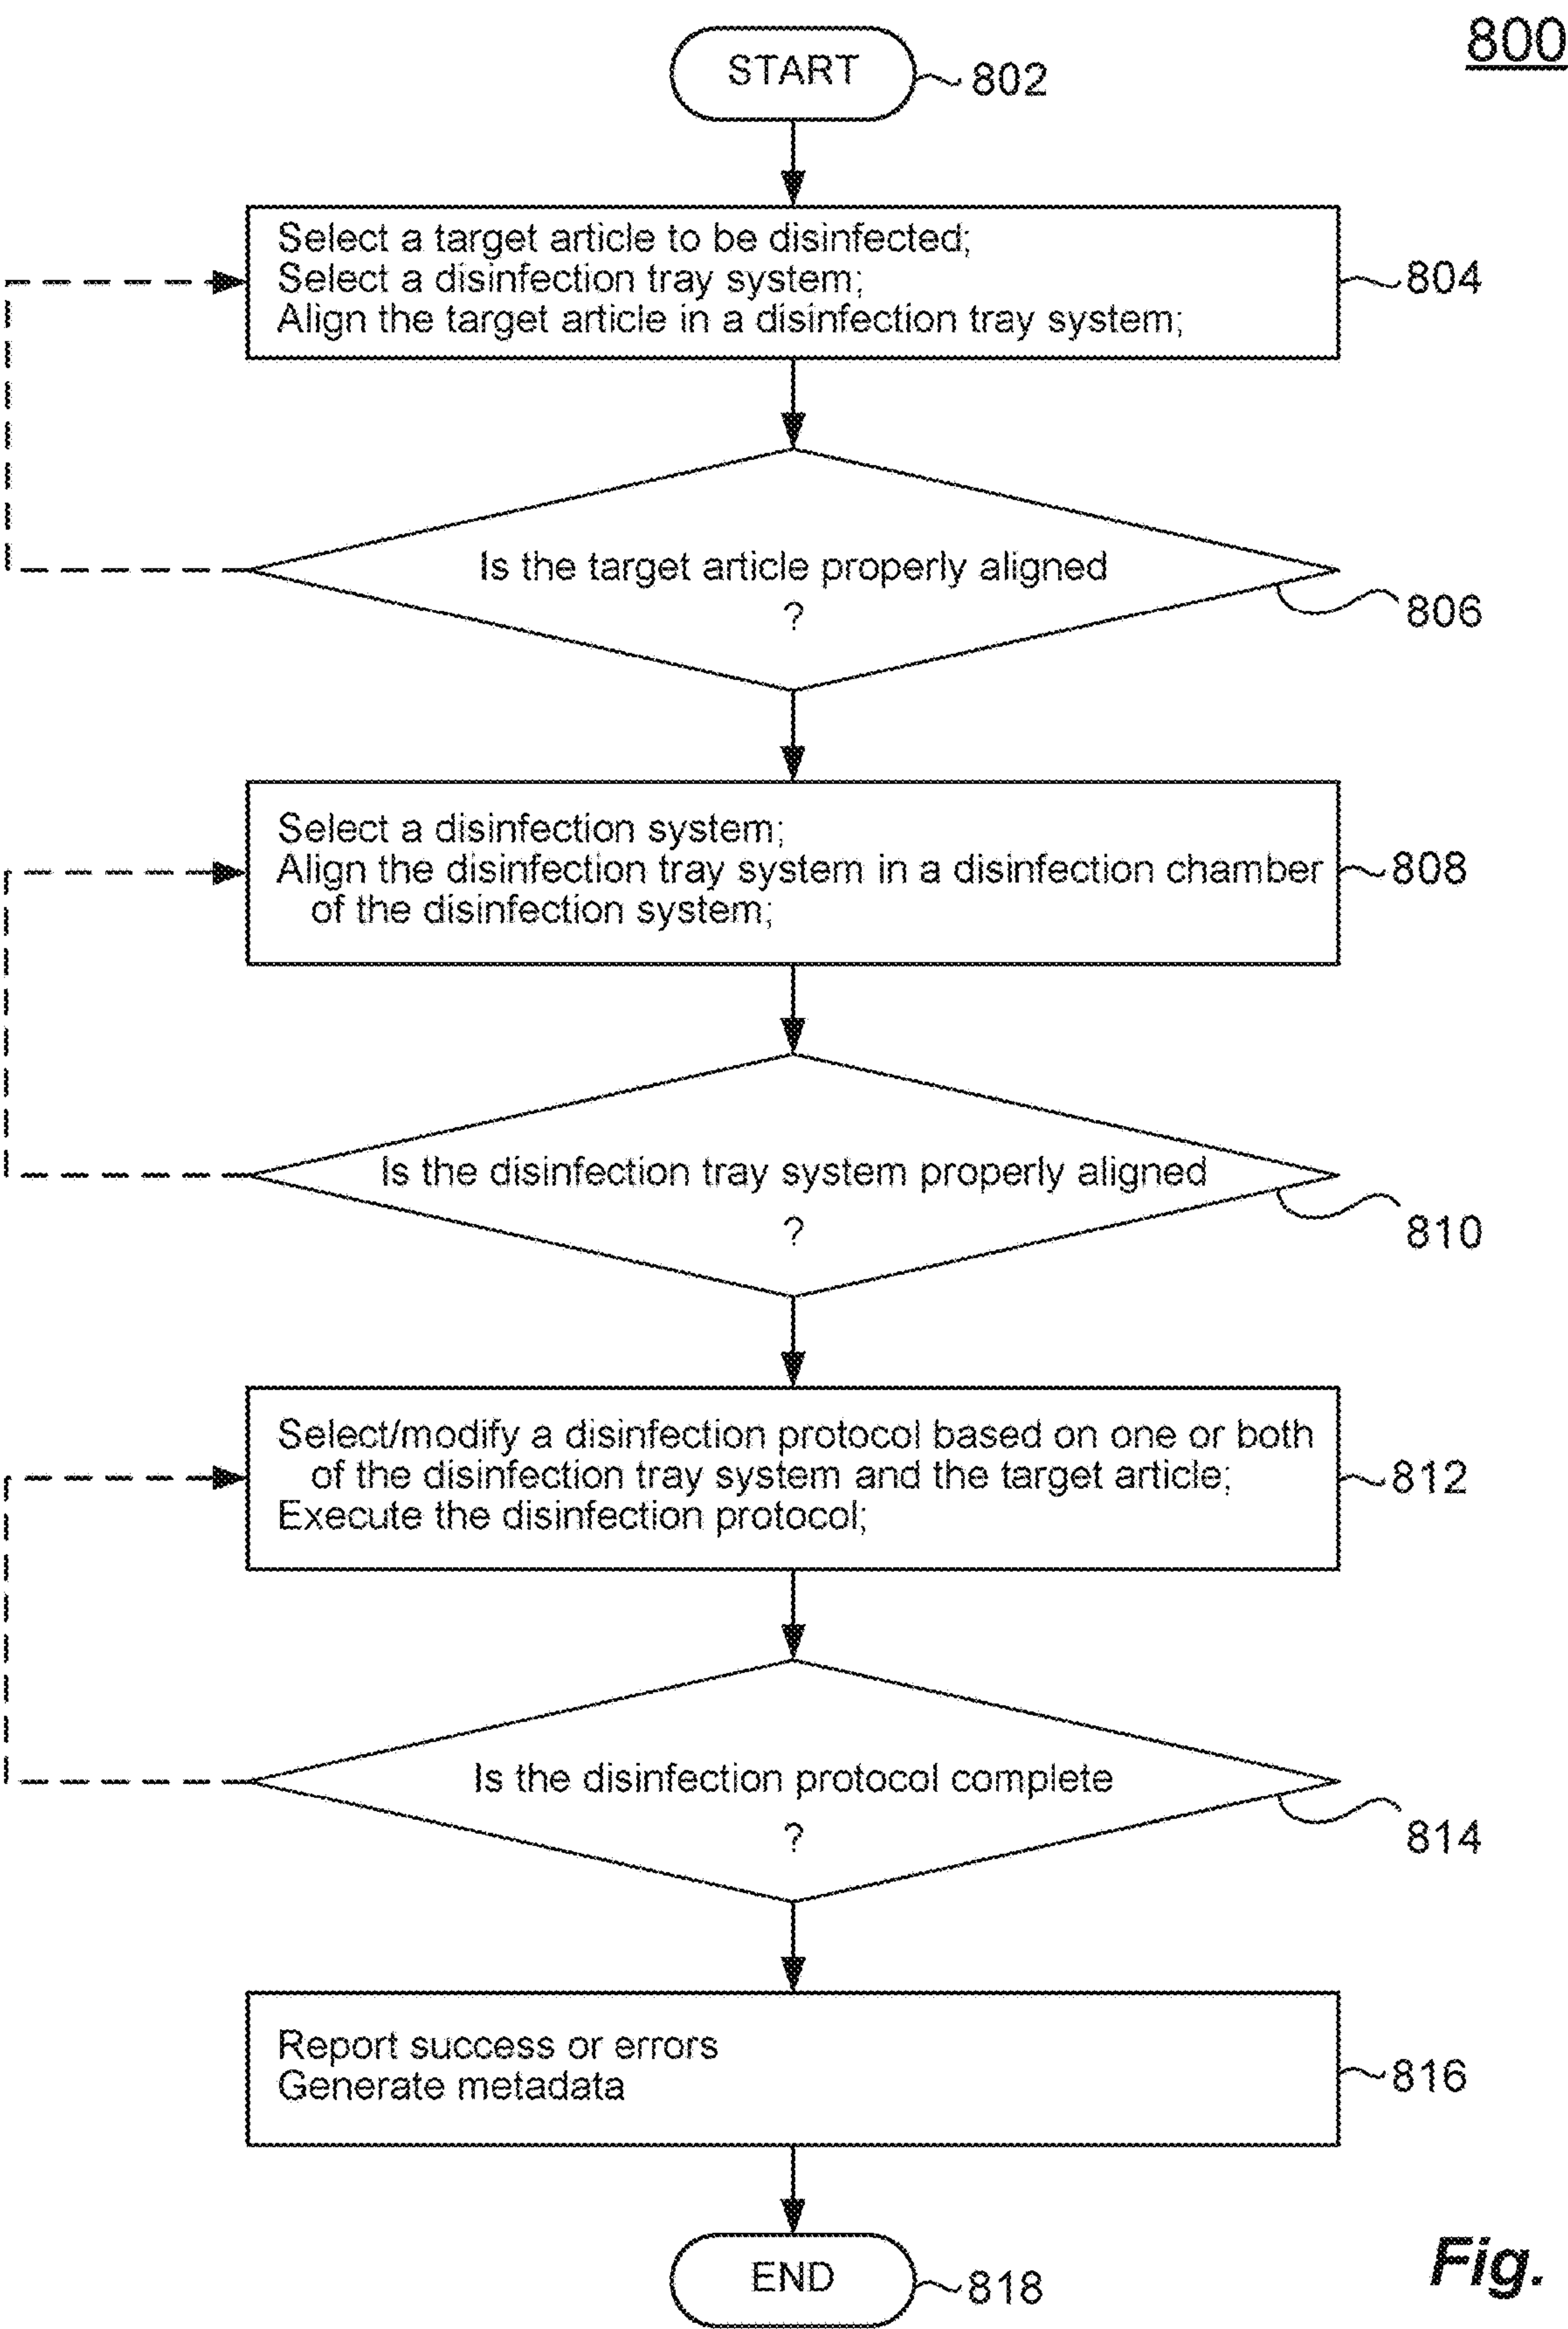 800
START
802
Select a target article to be disinfected;
Select a disinfection tray system;
Align the target article in a disinfection tray system;
804
Is the target article properly aligned
?
806
Select a disinfection system;
Align the disinfection tray system in a disinfection chamber
of the disinfection system;
808
Is the disinfection tray system properly aligned
?
810
Select/modify a disinfection protocol based on one or both
of the disinfection tray system and the target article;
Execute the disinfection protocol;
812
Is the disinfection protocol complete
?
814
Report success or errors
Generate metadata
816
END
818
Fig.